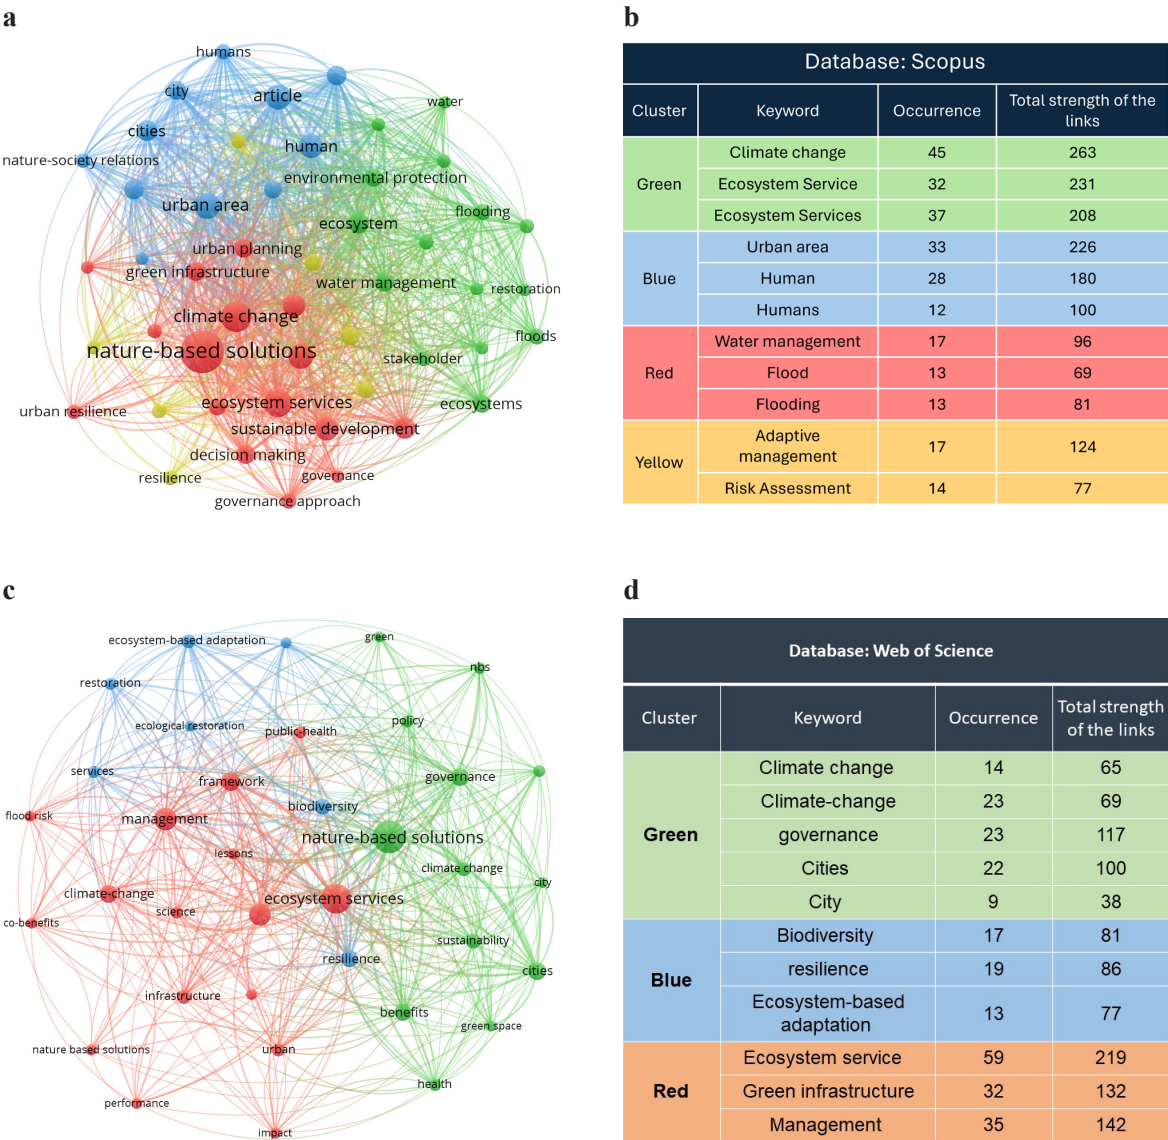 a
humans
city
article
water
cities
human
nature-society relations
environmental protection
urban area
flooding
ecosystem
urban planning
green infrastructure
water management
restoration
climate change
floods
nature-based solutions
stakeholder
ecosystem services
ecosystems
urban resilience
sustainable development
decision making
resilience
governance
governance approach
b
Database: Scopus
Cluster Keyword Occurrence Total strength of the
links
Green
Climate change 45 263
Ecosystem Service 32 231
Ecosystem Services 37 208
Blue
Urban area 33 226
Human 28 180
Humans 12 100
Red
Water management 17 96
Flood 13 69
Flooding 13 81
Yellow
Adaptive
management 17 124
Risk Assessment 14 77
c
ecosystem-based adaptation
green
nbs
restoration
ecological restoration
policy
public-health
services
framework
governance
biodiversity
flood risk
management
nature-based solutions
lessons
climate change
city
climate-change
ecosystem services
science
co-benefits
sustainability
resilience
cities
infrastructure
benefits
green space
nature based solutions
urban
health
performance
impact
d
Database: Web of Science
Cluster Keyword Occurrence Total strength
of the links
Green
Climate change 14 65
Climate-change 23 69
governance 23 117
Cities 22 100
City 9 38
Blue
Biodiversity 17 81
resilience 19 86
Ecosystem-based
adaptation 13 77
Red
Ecosystem service 59 219
Green infrastructure 32 132
Management 35 142